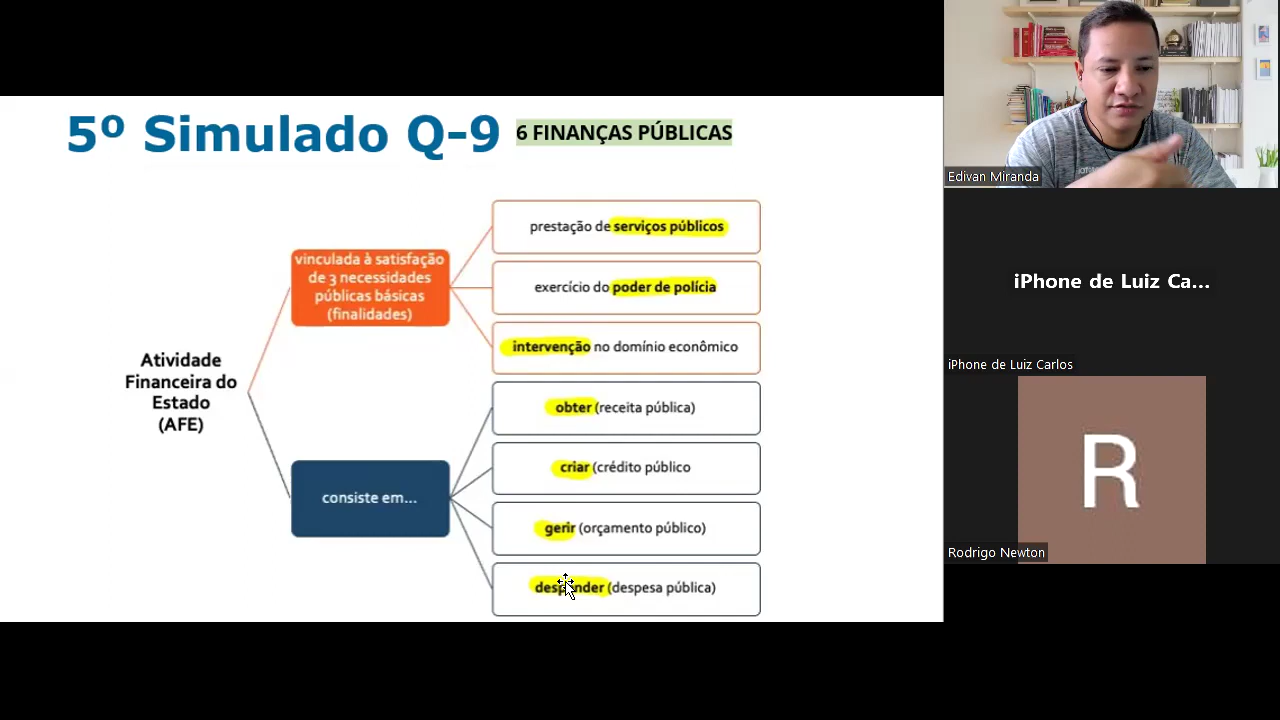 5º Simulado Q-9
6 FINANÇAS PÚBLICAS
prestação de serviços públicos
vinculada à satisfação
de 3 necessidades
públicas básicas
(finalidades)
exercício do poder de polícia
intervenção no domínio econômico
Atividade
Financeira do
Estado
(AFE)
obter (receita pública)
criar (crédito público
consiste em...
gerir (orçamento público)
despender (despesa pública)
Edivan Miranda
iPhone de Luiz Ca...
iPhone de Luiz Carlos
R
Rodrigo Newton